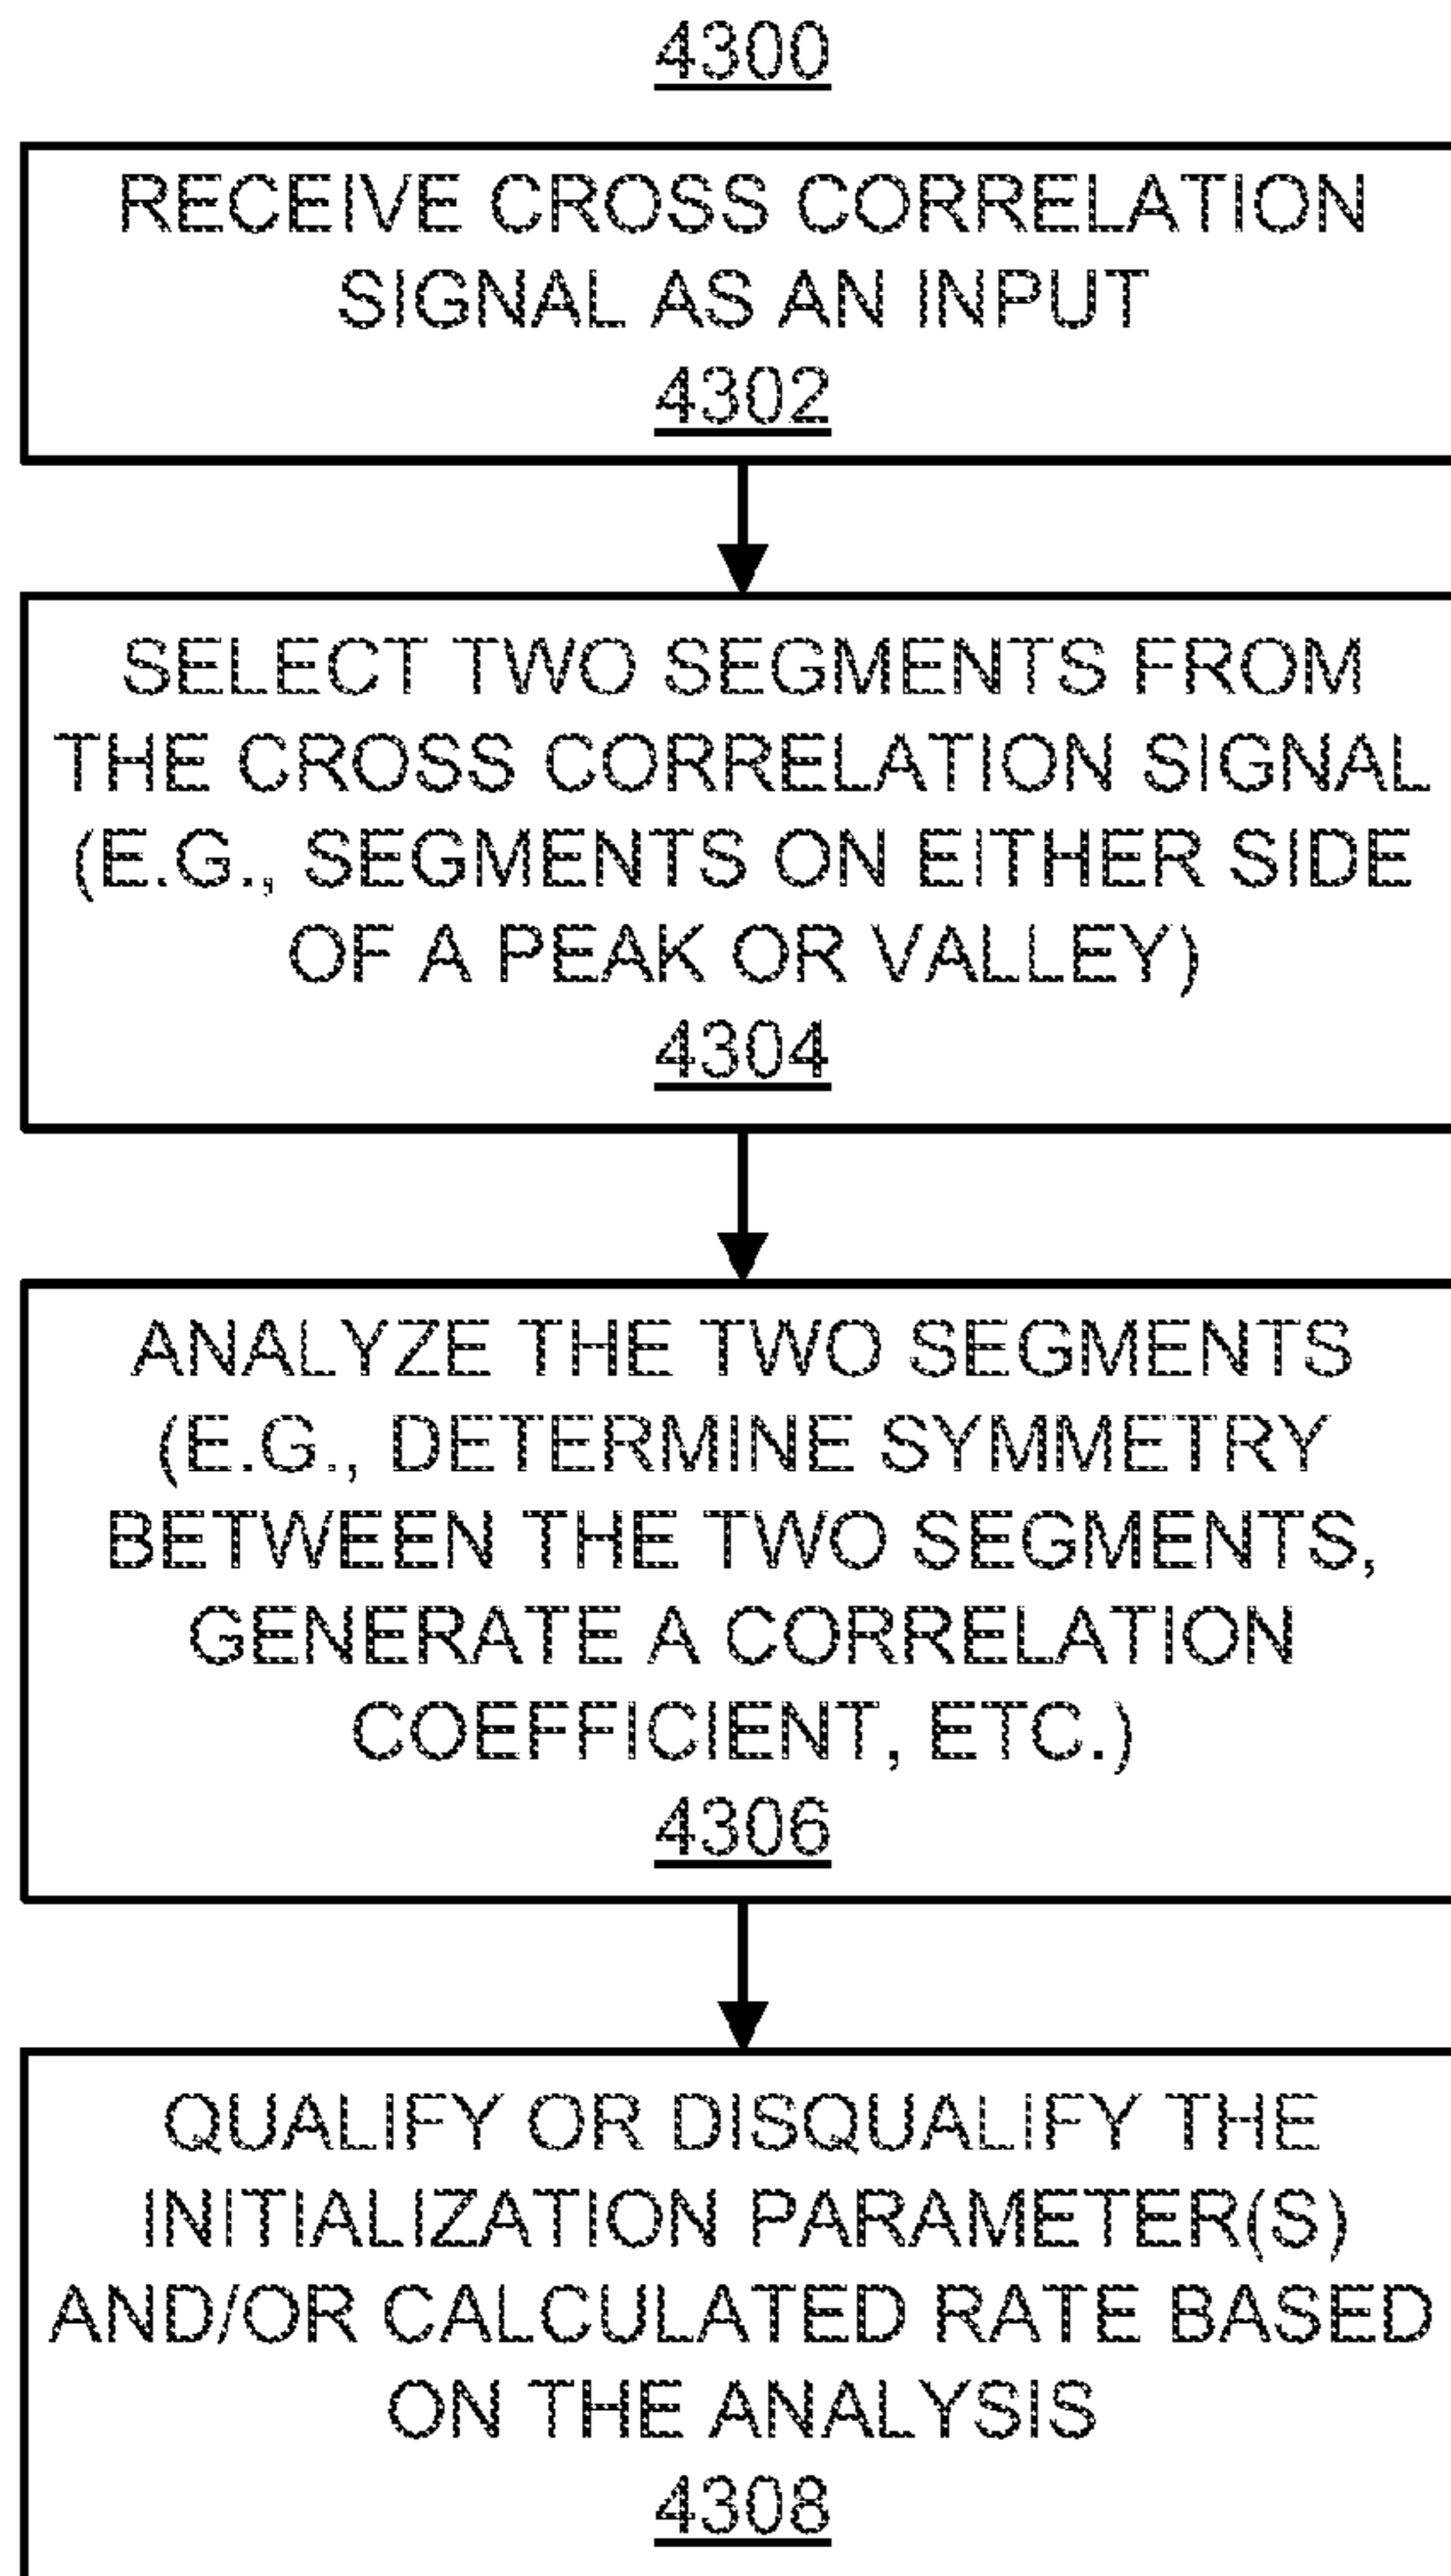 4300
RECEIVE CROSS CORRELATION
SIGNAL AS AN INPUT
4302
SELECT TWO SEGMENTS FROM
THE CROSS CORRELATION SIGNAL
(E.G., SEGMENTS ON EITHER SIDE
OF A PEAK OR VALLEY)
4304
ANALYZE THE TWO SEGMENTS
(E.G., DETERMINE SYMMETRY
BETWEEN THE TWO SEGMENTS,
GENERATE A CORRELATION
COEFFICIENT, ETC.)
4306
QUALIFY OR DISQUALIFY THE
INITIALIZATION PARAMETER(S)
AND/OR CALCULATED RATE BASED
ON THE ANALYSIS
4308